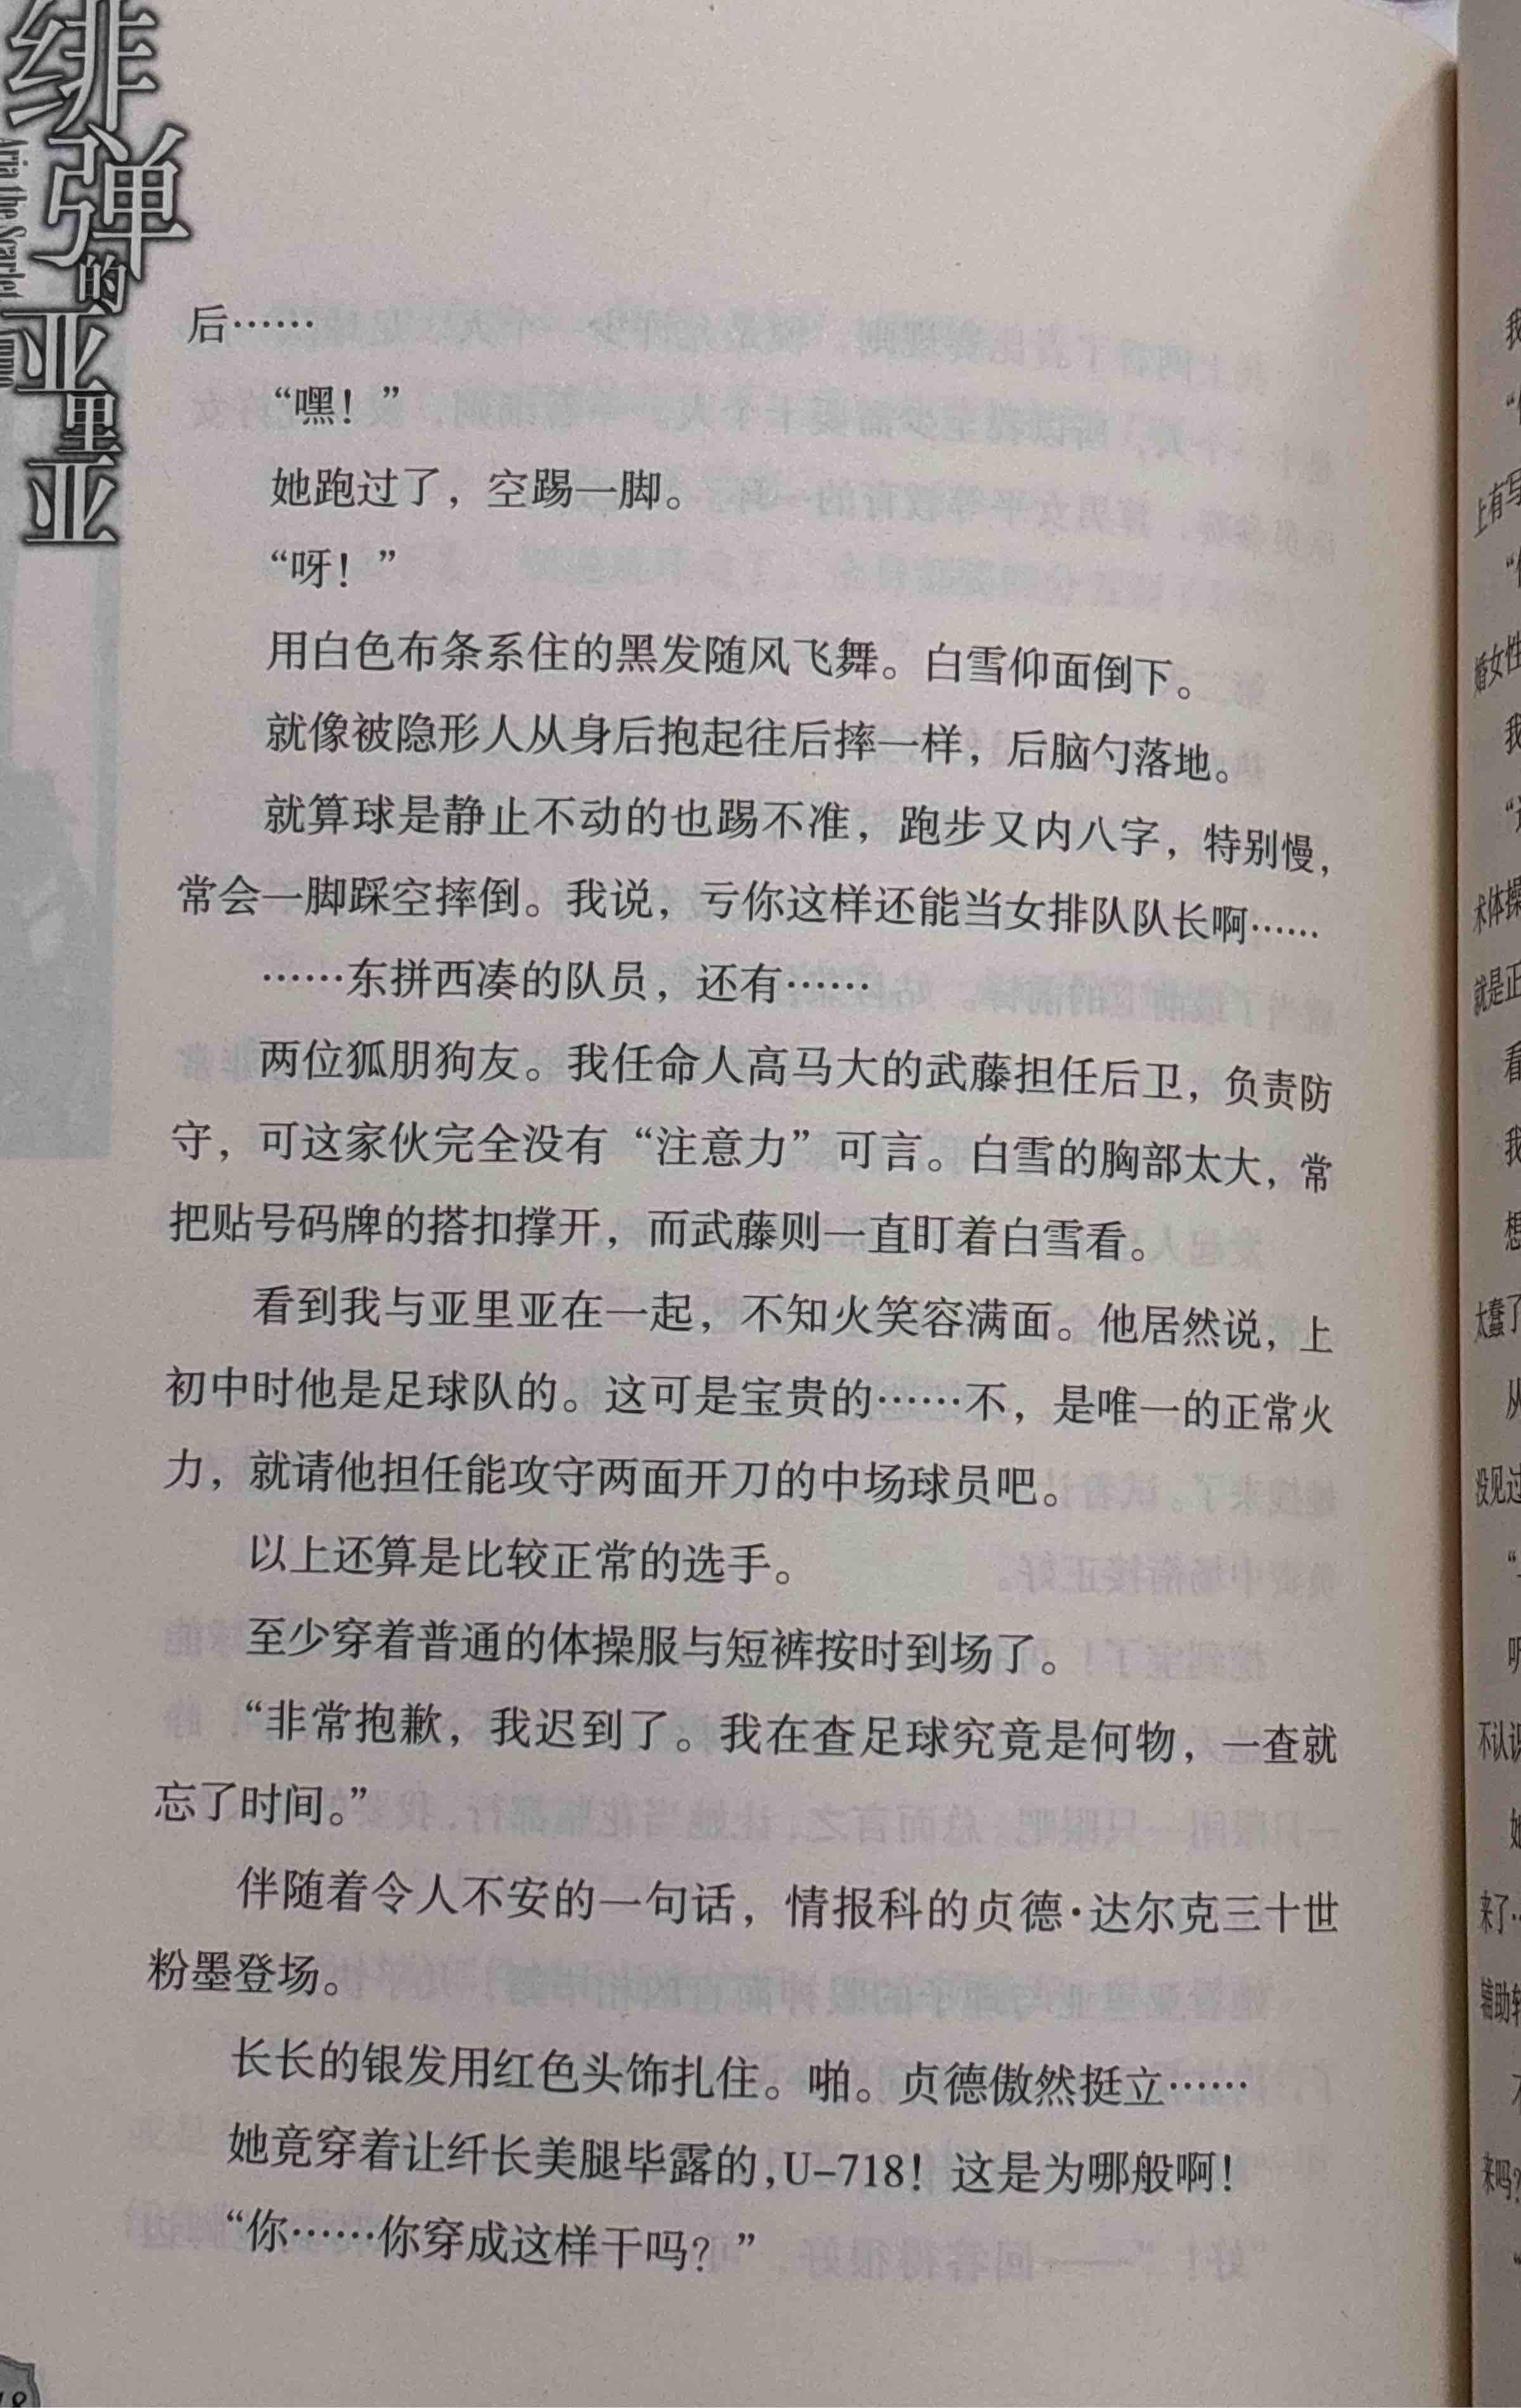 绯弹的亚里亚
后……
“嘿！”
她跑过了，空踢一脚。
“呀！”
用白色布条系住的黑发随风飞舞。白雪仰面倒下。
就像被隐形人从身后抱起往后摔一样，后脑勺落地。
就算球是静止不动的也踢不准，跑步又内八字，特别慢，
常会一脚踩空摔倒。我说，亏你这样还能当女排队队长啊……
……东拼西凑的队员，还有……
两位狐朋狗友。我任命人高马大的武藤担任后卫，负责防
守，可这家伙完全没有“注意力”可言。白雪的胸部太大，常
把贴号码牌的搭扣撑开，而武藤则一直盯着白雪看。
看到我与亚里亚在一起，不知火笑容满面。他居然说，上
初中时他是足球队的。这可是宝贵的……不，是唯一的正常火
力，就请他担任能攻守两面开刀的中场球员吧。
以上还算是比较正常的选手。
至少穿着普通的体操服与短裤按时到场了。
“非常抱歉，我迟到了。我在查足球究竟是何物，一查就
忘了时间。”
伴随着令人不安的一句话，情报科的贞德·达尔克三十世
粉墨登场。
长长的银发用红色头饰扎住。啪。贞德傲然挺立……
她竟穿着让纤长美腿毕露的，U-718！这是为哪般啊！
“你……你穿成这样干吗？”